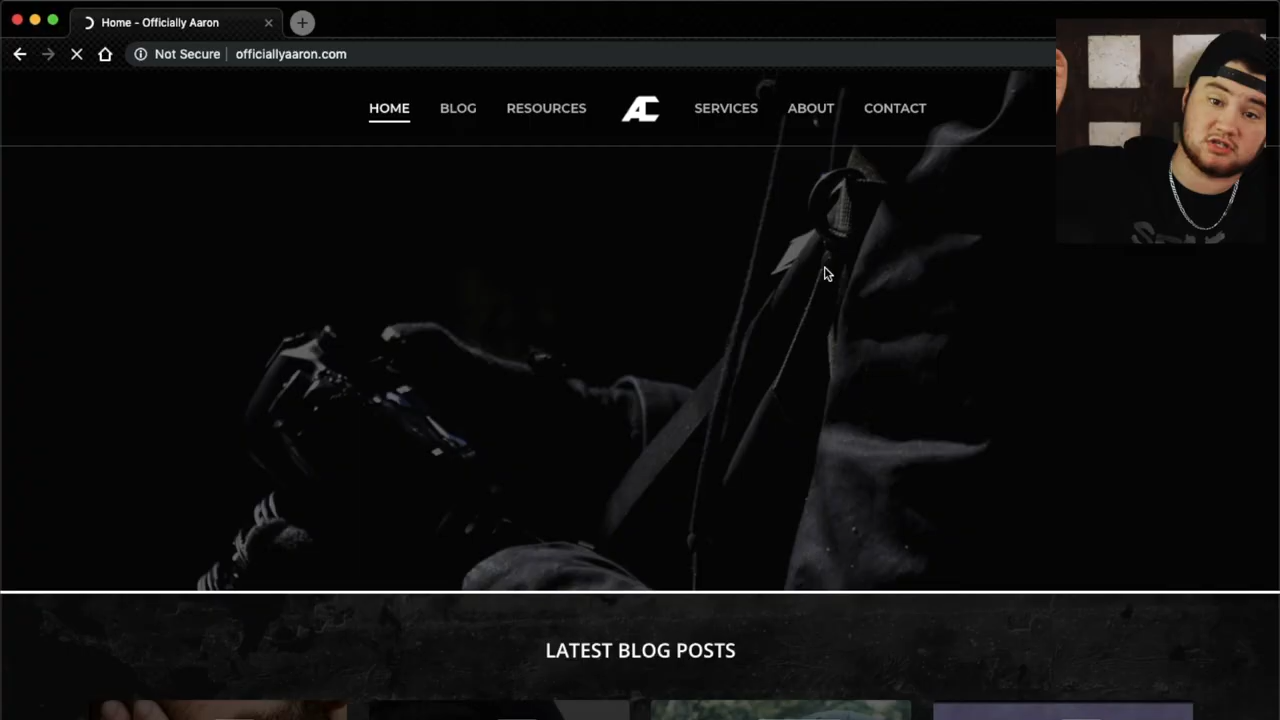 Home - Officially Aaron
Not Secure officiallyaaron.com
HOME BLOG RESOURCES AC SERVICES ABOUT CONTACT
LATEST BLOG POSTS